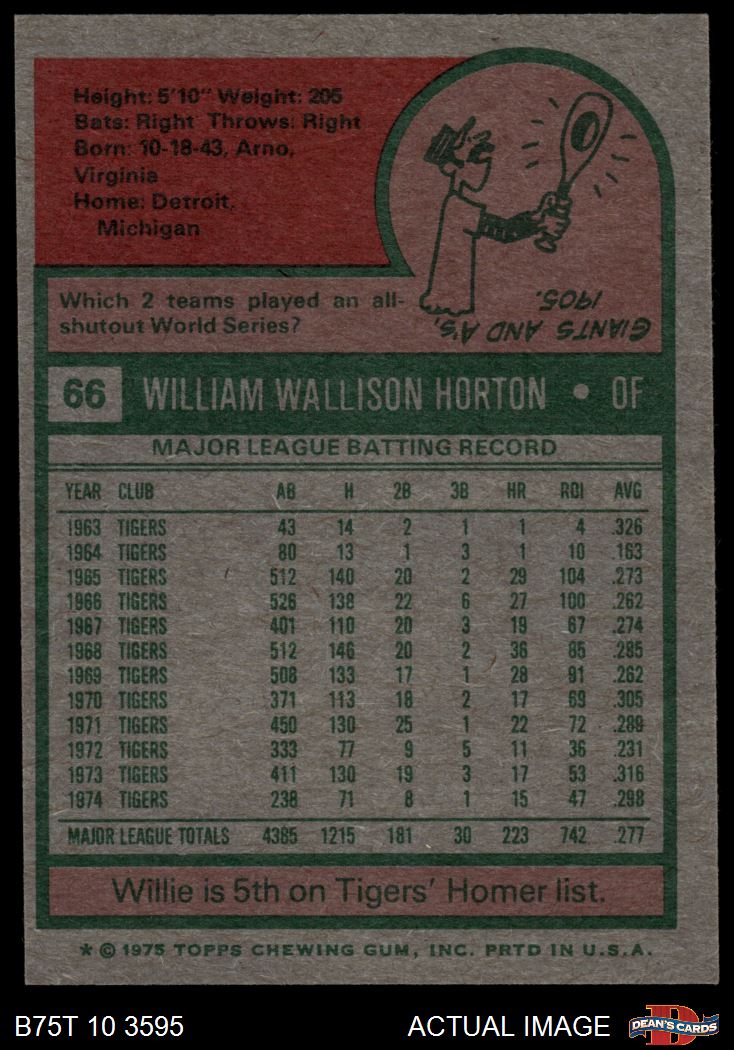 Height: 5'10" Weight: 205
Bats: Right Throws: Right
Born: 10-18-43, Arno,
Virginia
Home: Detroit,
Michigan
Which 2 teams played an all-
shutout World Series?
GIANTS AND A'S,
1905.
66 WILLIAM WALLISON HORTON • OF
MAJOR LEAGUE BATTING RECORD
YEAR CLUB AB H 2B 3B HR RBI AVG
1963 TIGERS 43 14 2 1 1 4 .326
1964 TIGERS 80 13 1 3 1 10 .163
1965 TIGERS 512 140 20 2 29 104 .273
1966 TIGERS 526 138 22 6 27 100 .262
1967 TIGERS 401 110 20 3 19 67 .274
1968 TIGERS 512 146 20 2 36 85 .285
1969 TIGERS 508 133 17 1 28 91 .262
1970 TIGERS 371 113 18 2 17 69 .305
1971 TIGERS 450 130 25 1 22 72 .289
1972 TIGERS 333 77 9 5 11 36 .231
1973 TIGERS 411 130 19 3 17 53 .316
1974 TIGERS 238 71 8 1 15 47 .298
MAJOR LEAGUE TOTALS 4385 1215 181 30 223 742 .277
Willie is 5th on Tigers' Homer list.
* © 1975 TOPPS CHEWING GUM, INC. PRTD IN U.S.A.
B75T 10 3595 ACTUAL IMAGE
DEAN'S CARDS